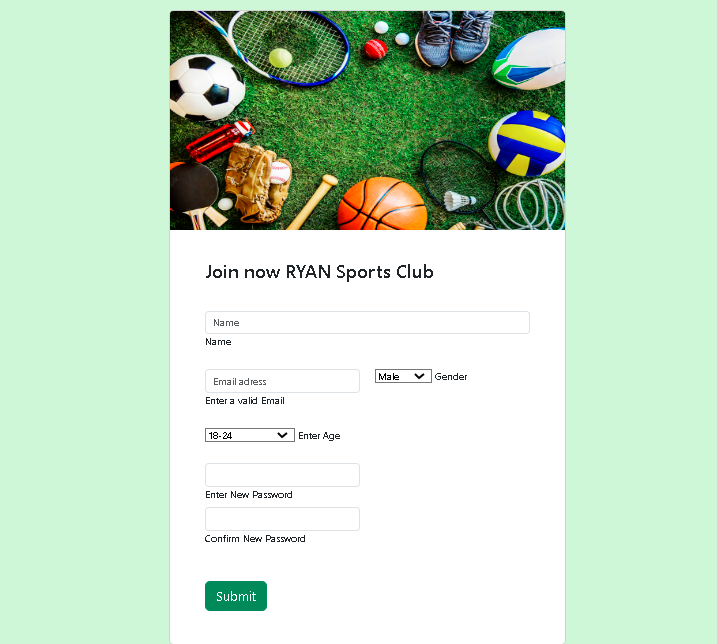 Join now RYAN Sports Club
Name
Name
Email adress
Male Gender
Enter a valid Email
18-24 Enter Age
Enter New Password
Confirm New Password
Submit